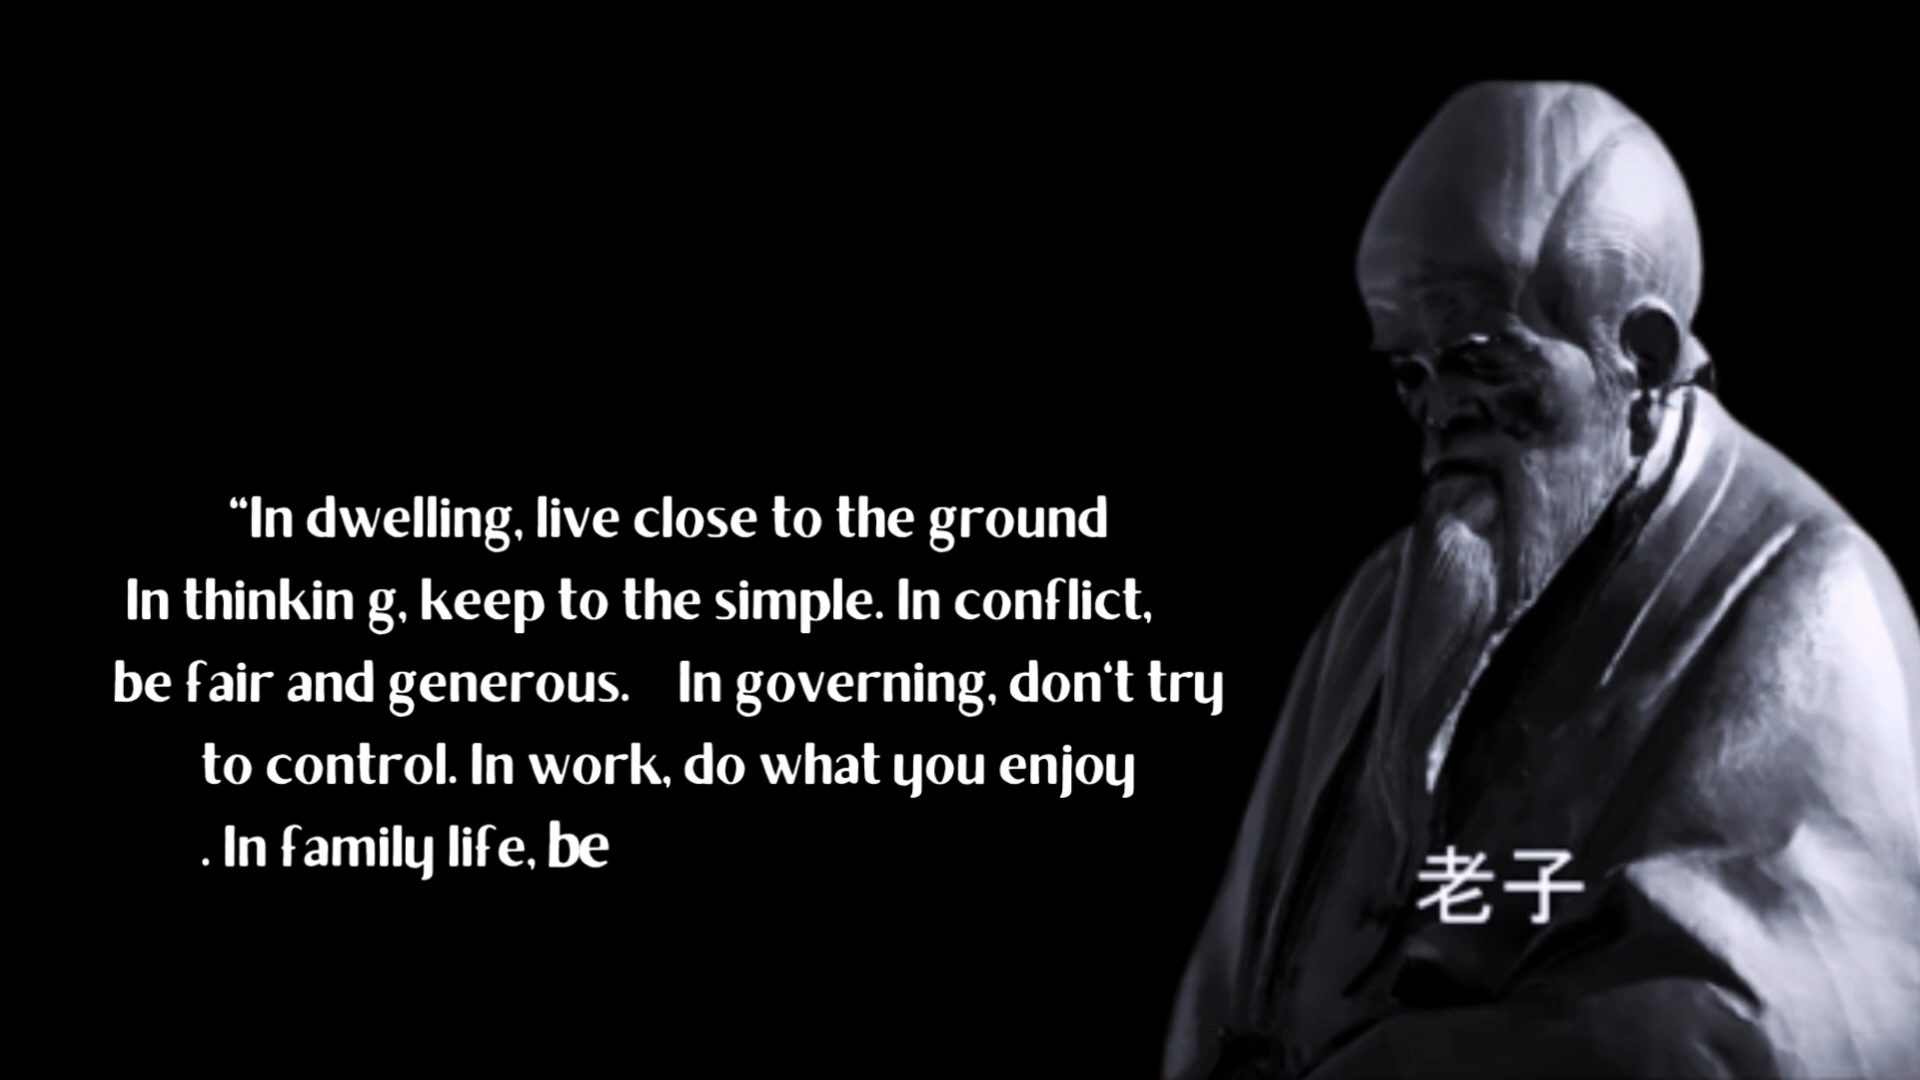 “In dwelling, live close to the ground
In thinkin g, keep to the simple. In conflict,
be fair and generous. In governing, don‘t try
to control. In work, do what you enjoy
. In family life, be
老子